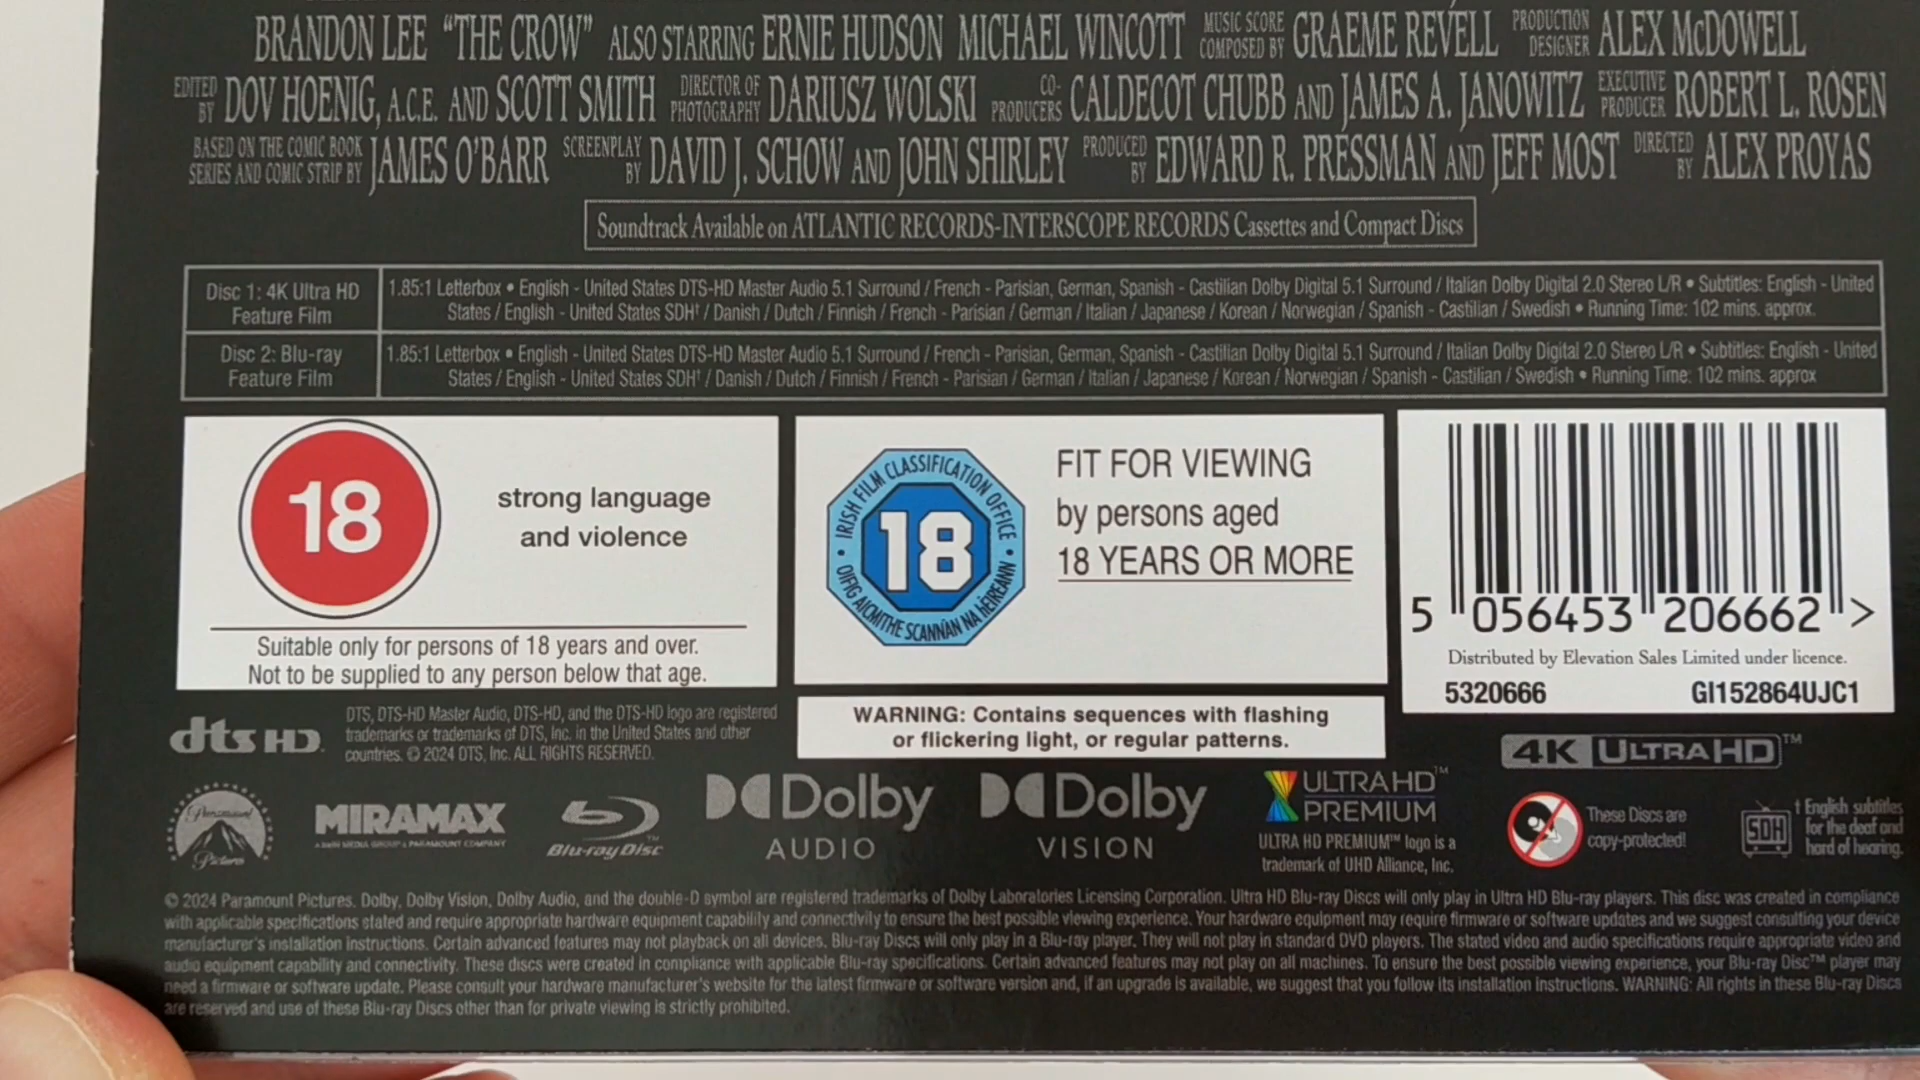 BRANDON LEE "THE CROW" ALSO STARRING ERNIE HUDSON MICHAEL WINCOTT MUSIC SCORE COMPOSED BY GRAEME REVELL PRODUCTION DESIGNER ALEX McDOWELL
EDITED BY DOV HOENIG, A.C.E. AND SCOTT SMITH DIRECTOR OF PHOTOGRAPHY DARIUSZ WOLSKI CO-PRODUCERS CALDECOT CHUBB AND JAMES A. JANOWITZ EXECUTIVE PRODUCER ROBERT L. ROSEN
BASED ON THE COMIC BOOK SERIES AND COMIC STRIP BY JAMES O'BARR SCREENPLAY BY DAVID J. SCHOW AND JOHN SHIRLEY PRODUCED BY EDWARD R. PRESSMAN AND JEFF MOST DIRECTED BY ALEX PROYAS
Soundtrack Available on ATLANTIC RECORDS-INTERSCOPE RECORDS Cassettes and Compact Discs
Disc 1: 4K Ultra HD
Feature Film
1.85:1 Letterbox • English - United States DTS-HD Master Audio 5.1 Surround / French - Parisian, German, Spanish - Castilian Dolby Digital 5.1 Surround / Italian Dolby Digital 2.0 Stereo L/R • Subtitles: English - United
States / English - United States SDH† / Danish / Dutch / Finnish / French - Parisian / German / Italian / Japanese / Korean / Norwegian / Spanish - Castilian / Swedish • Running Time: 102 mins. approx.
Disc 2: Blu-ray
Feature Film
1.85:1 Letterbox • English - United States DTS-HD Master Audio 5.1 Surround / French - Parisian, German, Spanish - Castilian Dolby Digital 5.1 Surround / Italian Dolby Digital 2.0 Stereo L/R • Subtitles: English - United
States / English - United States SDH† / Danish / Dutch / Finnish / French - Parisian / German / Italian / Japanese / Korean / Norwegian / Spanish - Castilian / Swedish • Running Time: 102 mins. approx
18
strong language
and violence
Suitable only for persons of 18 years and over.
Not to be supplied to any person below that age.
IRISH FILM CLASSIFICATION OFFICE
18
OIFIG AICMITHE SCANNÁN NA hÉIREANN
FIT FOR VIEWING
by persons aged
18 YEARS OR MORE
WARNING: Contains sequences with flashing
or flickering light, or regular patterns.
5 056453 206662 >
Distributed by Elevation Sales Limited under licence.
5320666 GI152864UJC1
dts HD
DTS, DTS-HD Master Audio, DTS-HD, and the DTS-HD logo are registered
trademarks or trademarks of DTS, Inc. in the United States and other
countries. © 2024 DTS, Inc. ALL RIGHTS RESERVED.
4K ULTRA HD™
Paramount
Pictures
MIRAMAX
Blu-ray Disc™
Dolby
AUDIO
Dolby
VISION
ULTRA HD™
PREMIUM
ULTRA HD PREMIUM™ logo is a
trademark of UHD Alliance, Inc.
These Discs are
copy-protected!
SDH
† English subtitles
for the deaf and
hard of hearing.
© 2024 Paramount Pictures. Dolby, Dolby Vision, Dolby Audio, and the double-D symbol are registered trademarks of Dolby Laboratories Licensing Corporation. Ultra HD Blu-ray Discs will only play in Ultra HD Blu-ray players. This disc was created in compliance
with applicable specifications stated and require appropriate hardware equipment capability and connectivity to ensure the best possible viewing experience. Your hardware equipment may require firmware or software updates and we suggest consulting your device
manufacturer's installation instructions. Certain advanced features may not playback on all devices. Blu-ray Discs will only play in a Blu-ray player. They will not play in standard DVD players. The stated video and audio specifications require appropriate video and
audio equipment capability and connectivity. These discs were created in compliance with applicable Blu-ray specifications. Certain advanced features may not play on all machines. To ensure the best possible viewing experience, your Blu-ray Disc™ player may
need a firmware or software update. Please consult your hardware manufacturer's website for the latest firmware or software version and, if an upgrade is available, we suggest that you follow its installation instructions. WARNING: All rights in these Blu-ray Discs
are reserved and use of these Blu-ray Discs other than for private viewing is strictly prohibited.